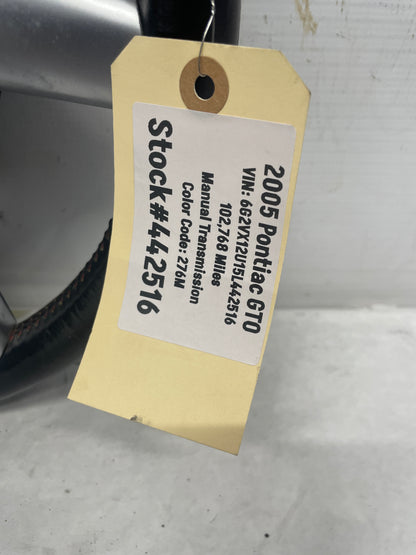 2005 Pontiac GTO
VIN: 6G2VX12U15L442516
102,768 Miles
Manual Transmission
Color Code: 276M
Stock#442516